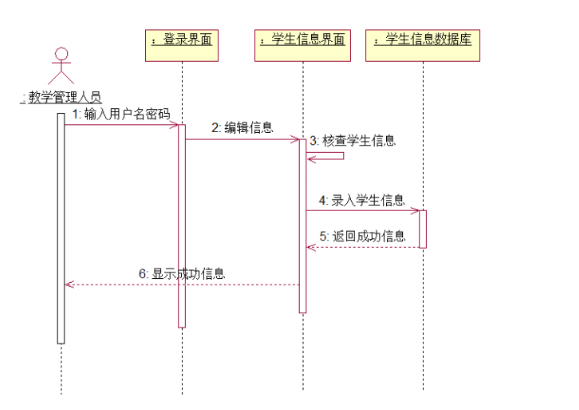 : 登录界面
: 学生信息界面
: 学生信息数据库
: 教学管理人员
1: 输入用户名密码
2: 编辑信息
3: 核查学生信息
4: 录入学生信息
5: 返回成功信息
6: 显示成功信息